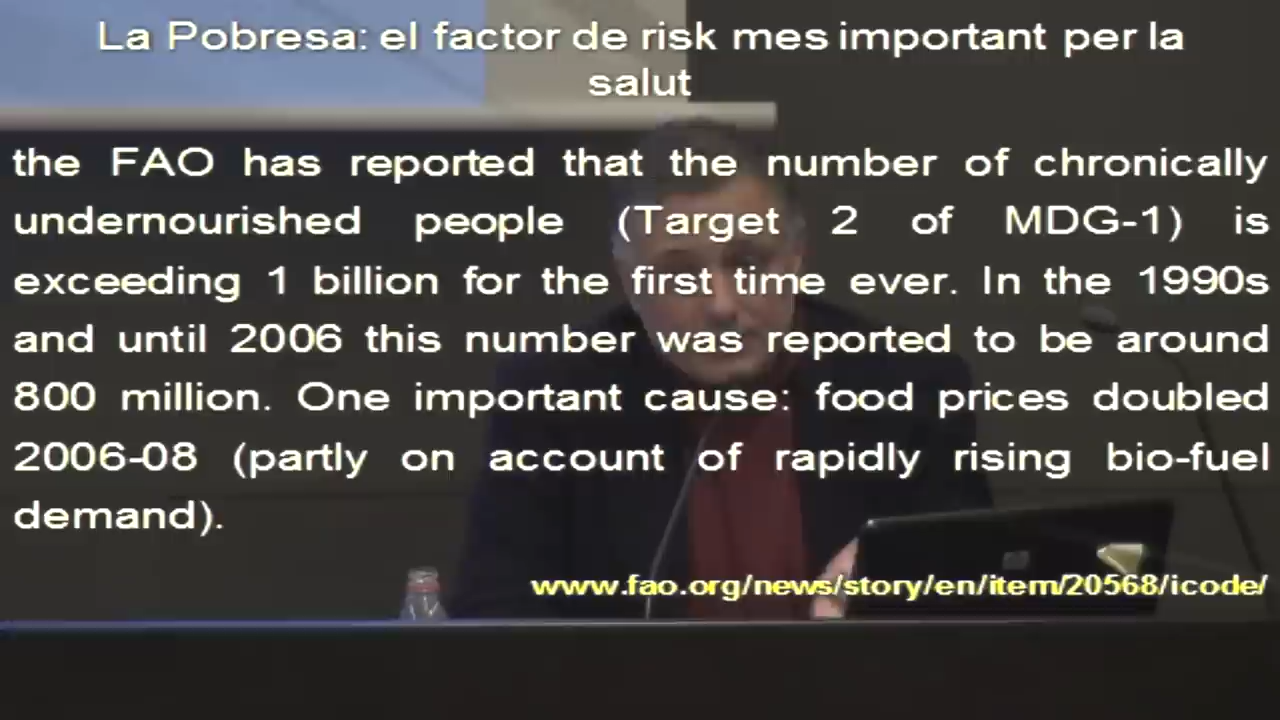 La Pobresa: el factor de risk mes important per la
salut
the FAO has reported that the number of chronically
undernourished people (Target 2 of MDG-1) is
exceeding 1 billion for the first time ever. In the 1990s
and until 2006 this number was reported to be around
800 million. One important cause: food prices doubled
2006-08 (partly on account of rapidly rising bio-fuel
demand).
www.fao.org/news/story/en/item/20568/icode/